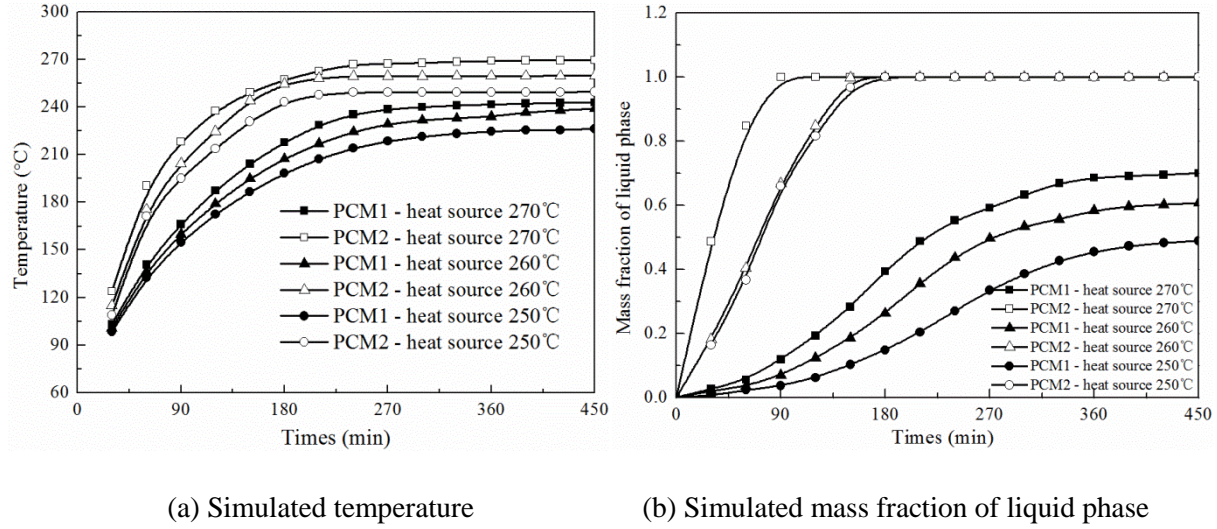 300
270
240
210
180
150
120
90
60
0
90
180
270
360
450
Temperature (℃)
Times (min)
PCM1 - heat source 270℃
PCM2 - heat source 270℃
PCM1 - heat source 260℃
PCM2 - heat source 260℃
PCM1 - heat source 250℃
PCM2 - heat source 250℃
1.2
1.0
0.8
0.6
0.4
0.2
0.0
0
90
180
270
360
450
Mass fraction of liquid phase
Times (min)
PCM1 - heat source 270℃
PCM2 - heat source 270℃
PCM1 - heat source 260℃
PCM2 - heat source 260℃
PCM1 - heat source 250℃
PCM2 - heat source 250℃
(a) Simulated temperature
(b) Simulated mass fraction of liquid phase